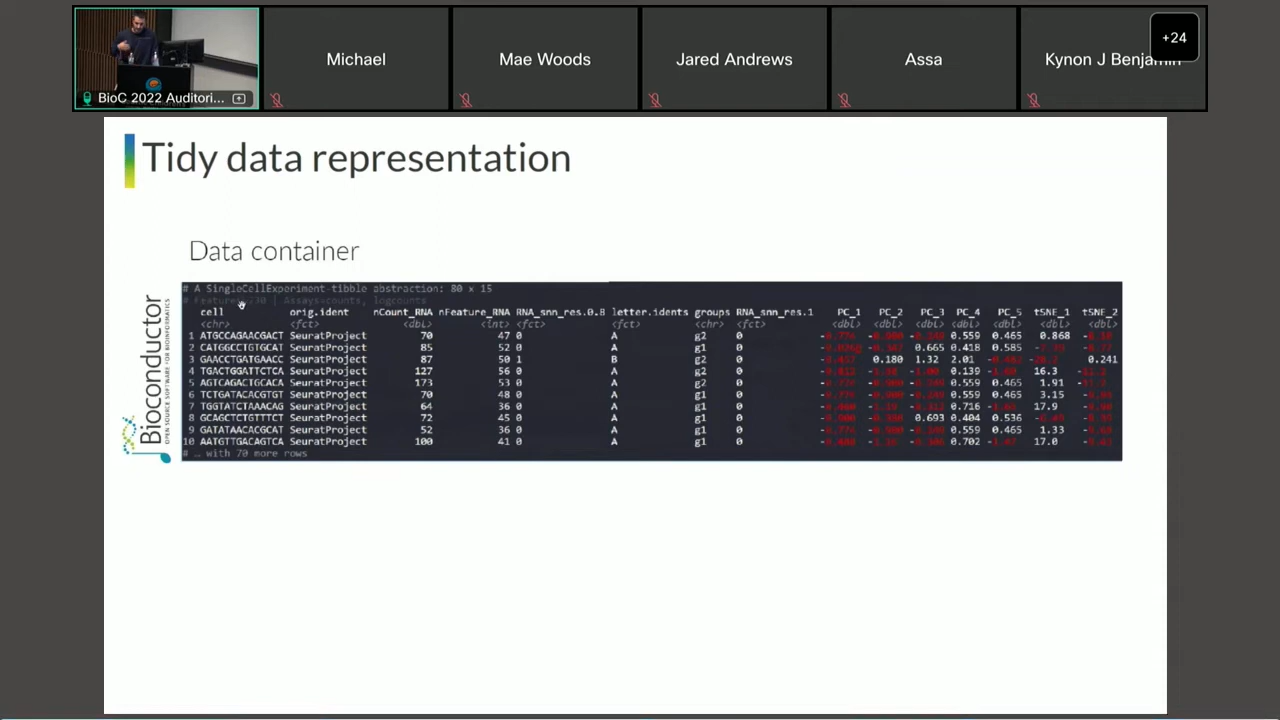 Michael
Mae Woods
Jared Andrews
Assa
Kynon J Benjamin
+24
BioC 2022 Auditori...
Tidy data representation
Data container
Bioconductor
OPEN SOURCE SOFTWARE FOR BIOINFORMATICS
# A SingleCellExperiment-tibble abstraction: 80 x 15
| Assays=counts, logcounts
cell orig.ident nCount_RNA nFeature_RNA RNA_snn_res.0.8 letter.idents groups RNA_snn_res.1 PC_1 PC_2 PC_3 PC_4 PC_5 tSNE_1 tSNE_2
<chr> <fct> <dbl> <int> <fct> <fct> <chr> <fct> <dbl> <dbl> <dbl> <dbl> <dbl> <dbl> <dbl>
1 ATGCCAGAACGACT SeuratProject 70 47 0 A g2 0 0.559 0.465 0.868
2 CATGGCCTGTGCAT SeuratProject 85 52 0 A g1 0 0.665 0.418 0.585
3 GAACCTGATGAACC SeuratProject 87 50 1 B g2 0 0.180 1.32 2.01 0.241
4 TGACTGGATTCTCA SeuratProject 127 56 0 A g2 0 0.139 16.3
5 AGTCAGACTGCACA SeuratProject 173 53 0 A g2 0 0.559 0.465 1.91
6 TCTGATACACGTGT SeuratProject 70 48 0 A g1 0 0.559 0.465 3.15
7 TGGTATCTAAACAG SeuratProject 64 36 0 A g1 0 0.716 17.9
8 GCAGCTCTGTTTCT SeuratProject 72 45 0 A g1 0 0.693 0.404 0.536
9 GATATAACACGCAT SeuratProject 52 36 0 A g1 0 0.559 0.465 1.33
10 AATGTTGACAGTCA SeuratProject 100 41 0 A g1 0 0.702 17.0
# … with 70 more rows